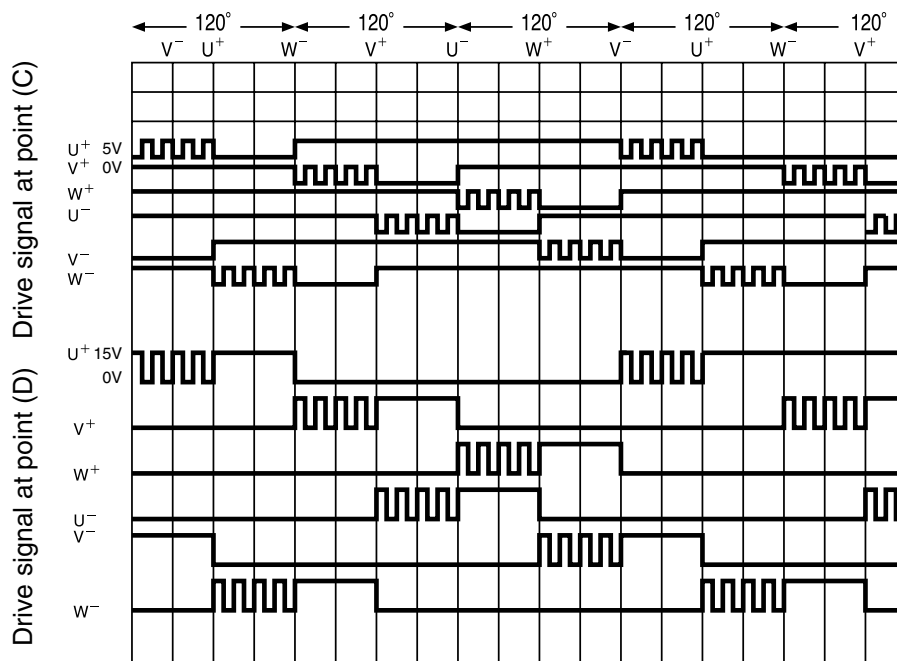 120° 120° 120° 120° 120°
V⁻ U⁺ W⁻ V⁺ U⁻ W⁺ V⁻ U⁺ W⁻ V⁺
Drive signal at point (C)
U⁺ 5V
V⁺ 0V
W⁺
U⁻
V⁻
W⁻
Drive signal at point (D)
U⁺ 15V
0V
V⁺
W⁺
U⁻
V⁻
W⁻